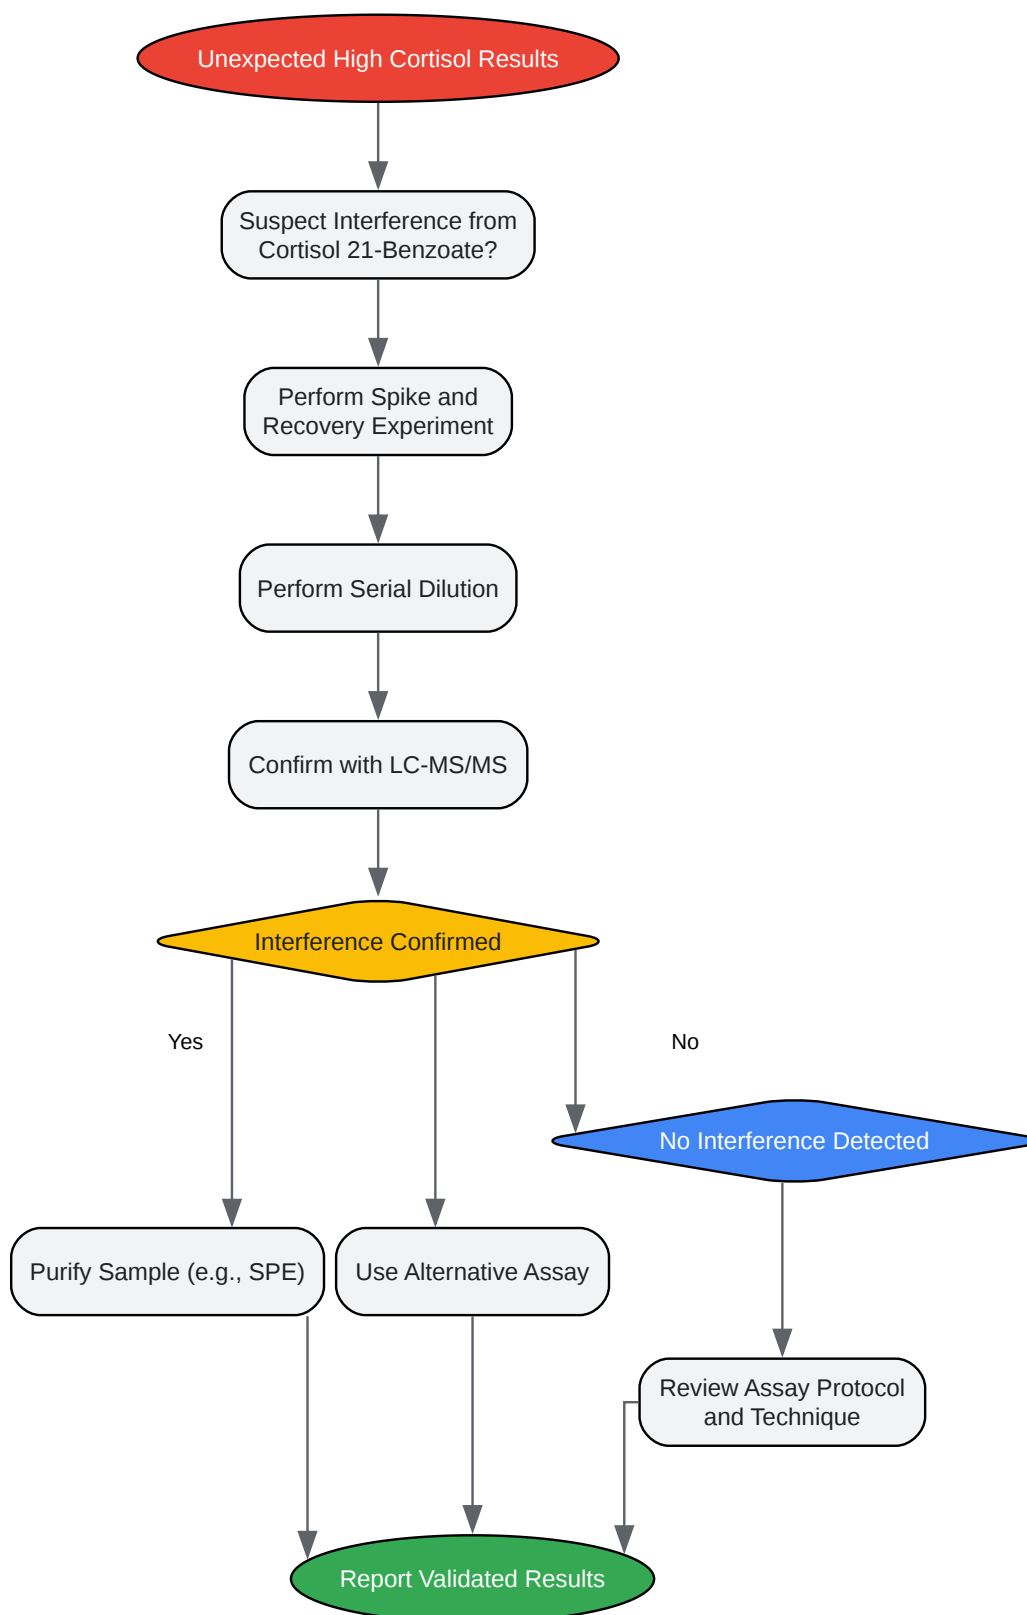 Unexpected High Cortisol Results
Suspect Interference from
Cortisol 21-Benzoate?
Perform Spike and
Recovery Experiment
Perform Serial Dilution
Confirm with LC-MS/MS
Interference Confirmed
Yes
No
No Interference Detected
Purify Sample (e.g., SPE)
Use Alternative Assay
Review Assay Protocol
and Technique
Report Validated Results